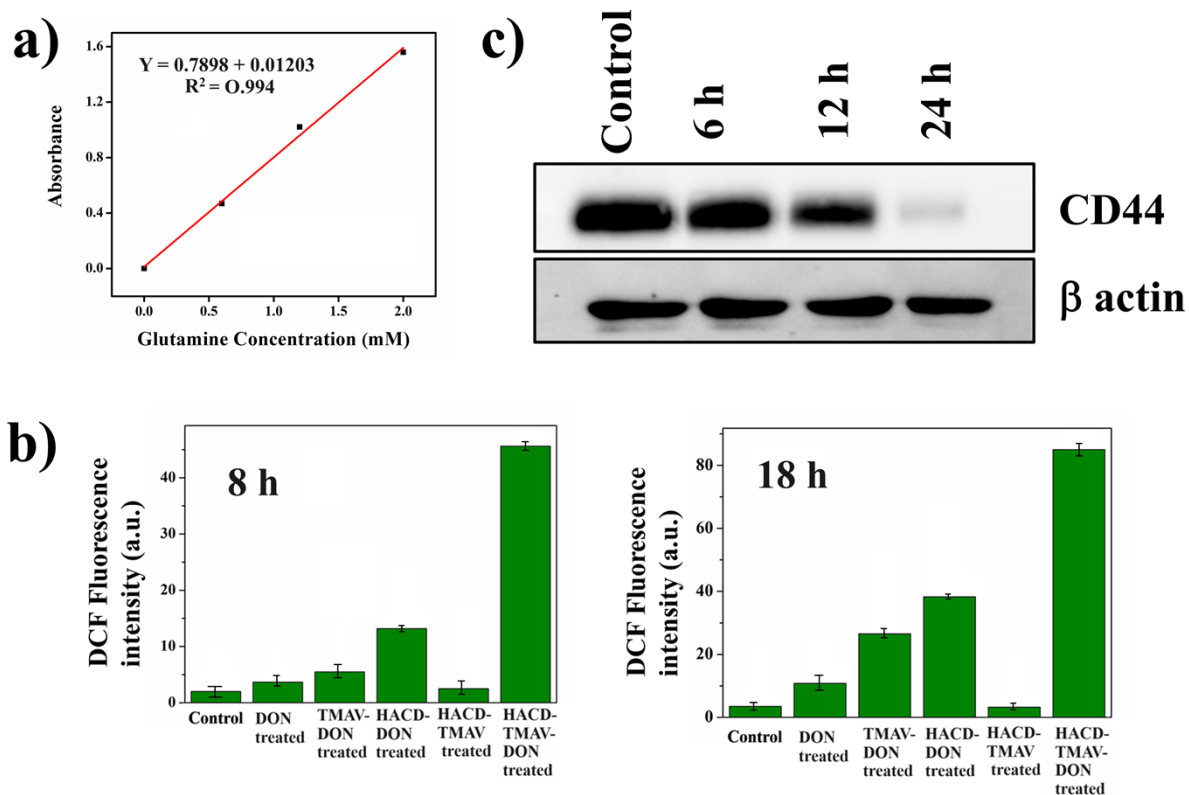 a)
Y = 0.7898 + 0.01203
R² = O.994
Absorbance
1.6
1.2
0.8
0.4
0.0
0.0 0.5 1.0 1.5 2.0
Glutamine Concentration (mM)
c)
Control
6 h
12 h
24 h
CD44
β actin
b)
8 h
DCF Fluorescence
intensity (a.u.)
40
30
20
10
0
Control
DON
treated
TMAV-
DON
treated
HACD-
DON
treated
HACD-
TMAV
treated
HACD-
TMAV-
DON
treated
18 h
DCF Fluorescence
intensity (a.u.)
80
60
40
20
0
Control
DON
treated
TMAV-
DON
treated
HACD-
DON
treated
HACD-
TMAV
treated
HACD-
TMAV-
DON
treated